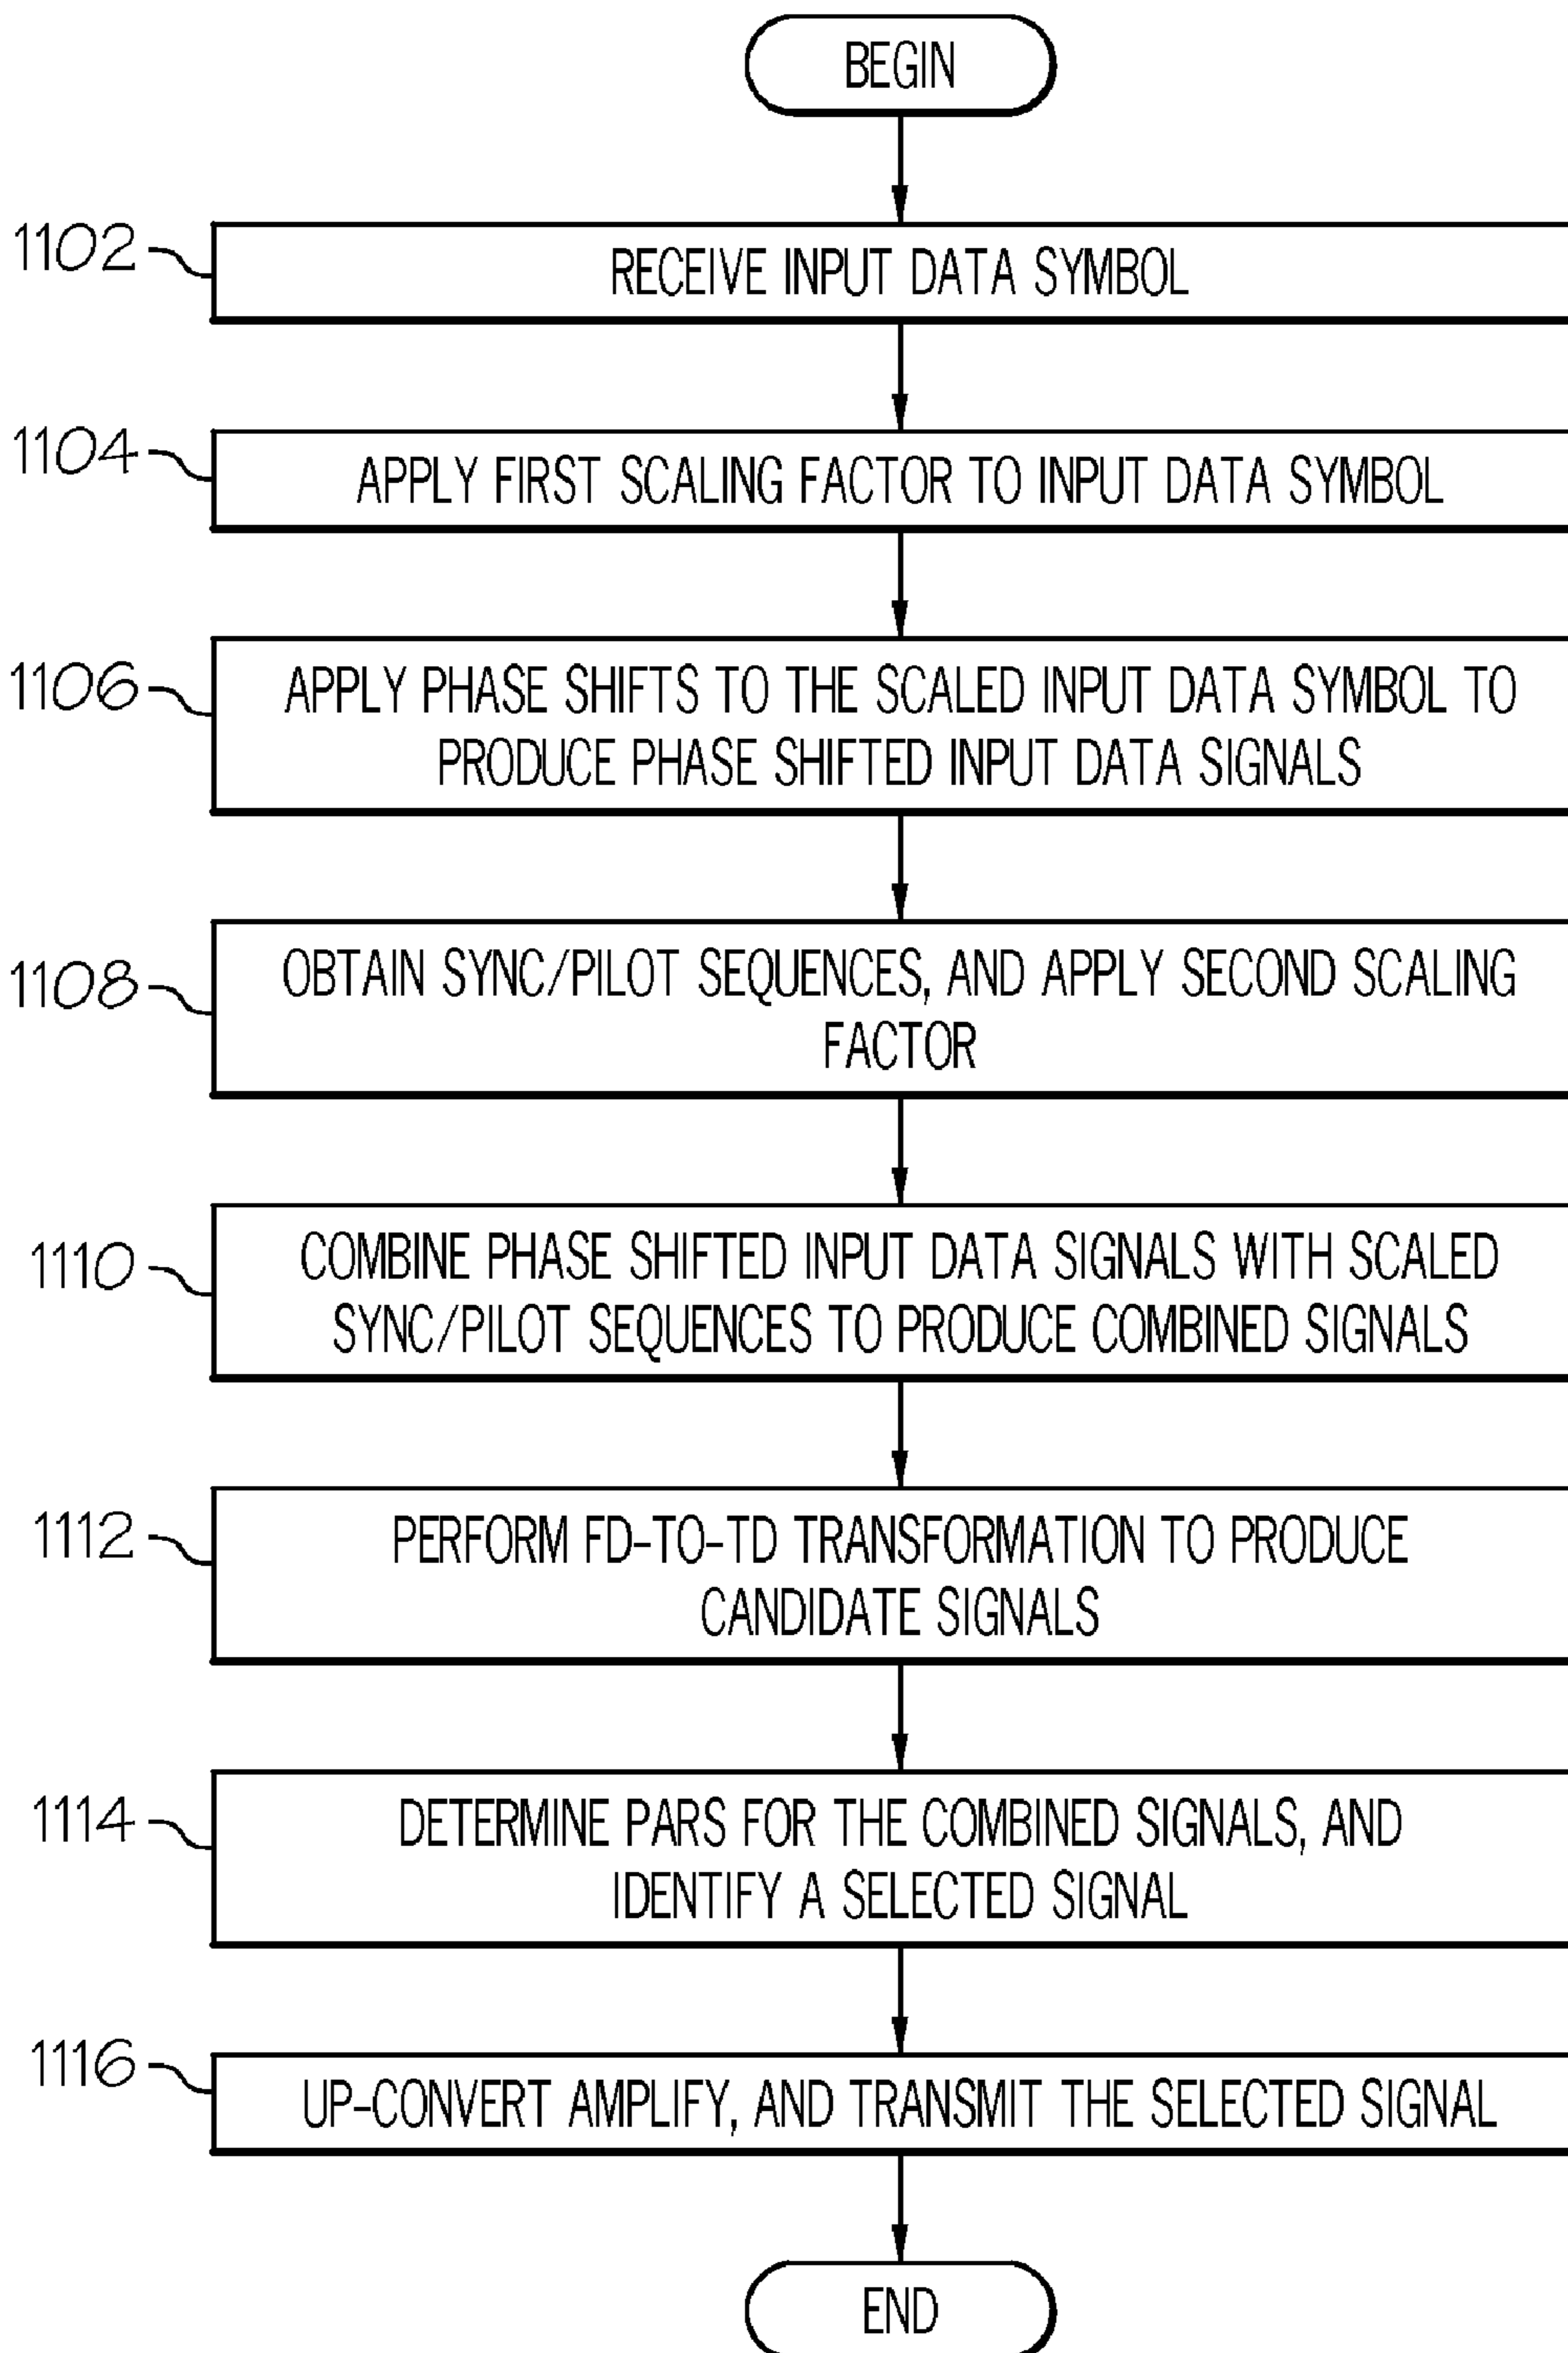 BEGIN
1102
RECEIVE INPUT DATA SYMBOL
1104
APPLY FIRST SCALING FACTOR TO INPUT DATA SYMBOL
1106
APPLY PHASE SHIFTS TO THE SCALED INPUT DATA SYMBOL TO
PRODUCE PHASE SHIFTED INPUT DATA SIGNALS
1108
OBTAIN SYNC/PILOT SEQUENCES, AND APPLY SECOND SCALING
FACTOR
1110
COMBINE PHASE SHIFTED INPUT DATA SIGNALS WITH SCALED
SYNC/PILOT SEQUENCES TO PRODUCE COMBINED SIGNALS
1112
PERFORM FD-TO-TD TRANSFORMATION TO PRODUCE
CANDIDATE SIGNALS
1114
DETERMINE PARS FOR THE COMBINED SIGNALS, AND
IDENTIFY A SELECTED SIGNAL
1116
UP-CONVERT AMPLIFY, AND TRANSMIT THE SELECTED SIGNAL
END